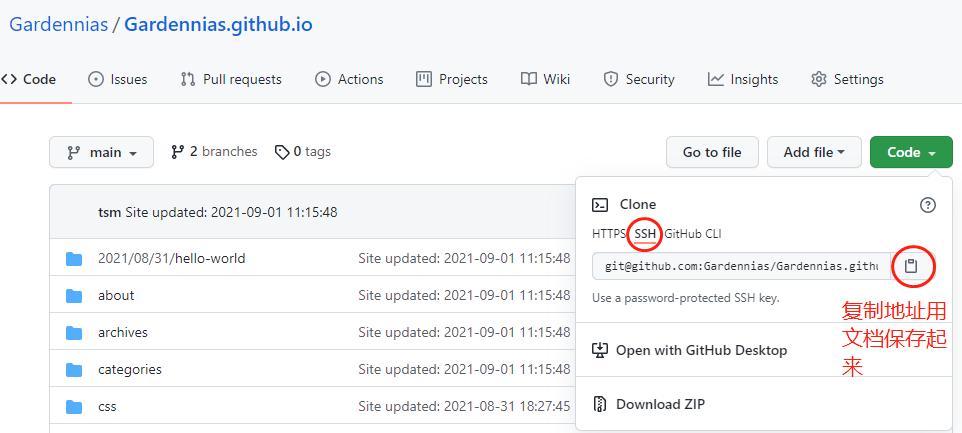 Gardennias / Gardennias.github.io
Code Issues Pull requests Actions Projects Wiki Security Insights Settings
main 2 branches 0 tags Go to file Add file Code
tsm Site updated: 2021-09-01 11:15:48
2021/08/31/hello-world Site updated: 2021-09-01 11:15:48
about Site updated: 2021-09-01 11:15:48
archives Site updated: 2021-09-01 11:15:48
categories Site updated: 2021-09-01 11:15:48
css Site updated: 2021-08-31 18:27:45
Clone
HTTPS SSH GitHub CLI
git@github.com:Gardennias/Gardennias.githu
Use a password-protected SSH key.
复制地址用
文档保存起
来
Open with GitHub Desktop
Download ZIP